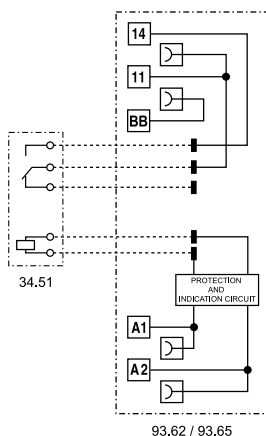 14
11
BB
34.51
PROTECTION
AND
INDICATION CIRCUIT
A1
A2
93.62 / 93.65